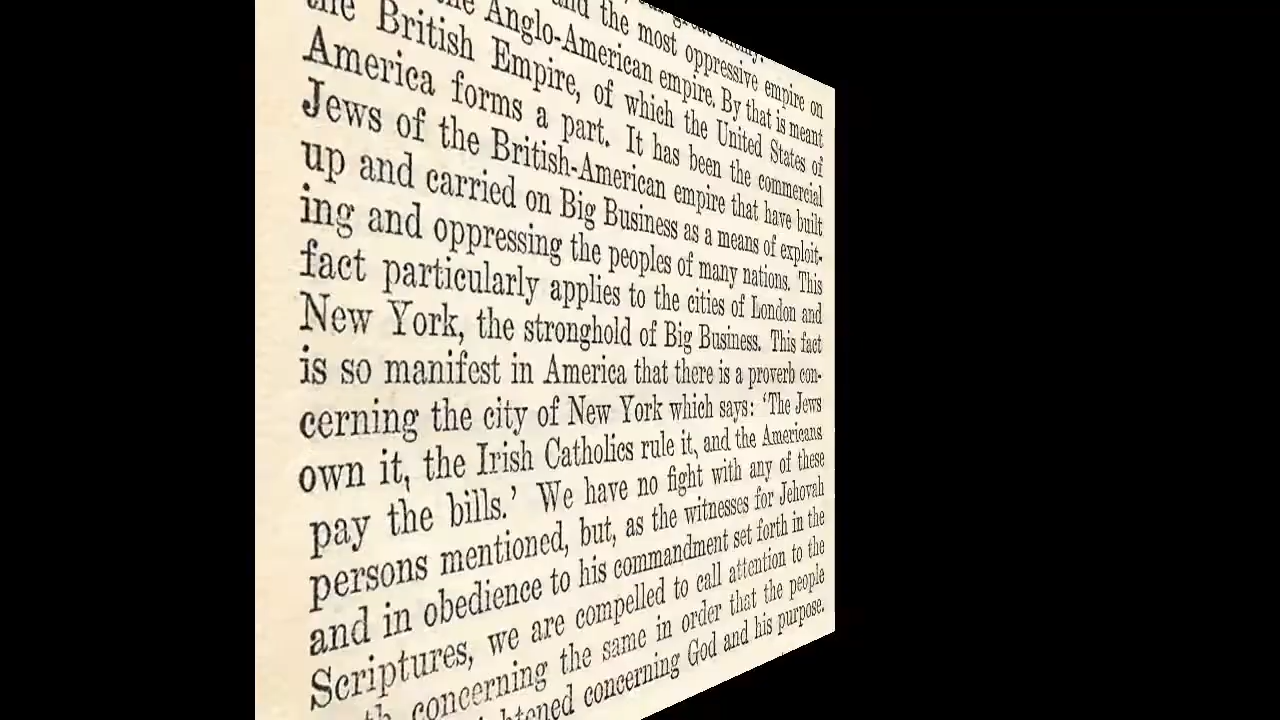 great enemy.
and the most oppressive empire on
the Anglo-American empire. By that is meant
the British Empire, of which the United States of
America forms a part. It has been the commercial
Jews of the British-American empire that have built
up and carried on Big Business as a means of exploit-
ing and oppressing the peoples of many nations. This
fact particularly applies to the cities of London and
New York, the stronghold of Big Business. This fact
is so manifest in America that there is a proverb con-
cerning the city of New York which says: ‘The Jews
own it, the Irish Catholics rule it, and the Americans
pay the bills.’ We have no fight with any of these
persons mentioned, but, as the witnesses for Jehovah
and in obedience to his commandment set forth in the
Scriptures, we are compelled to call attention to the
concerning the same in order that the people
concerning God and his purpose.